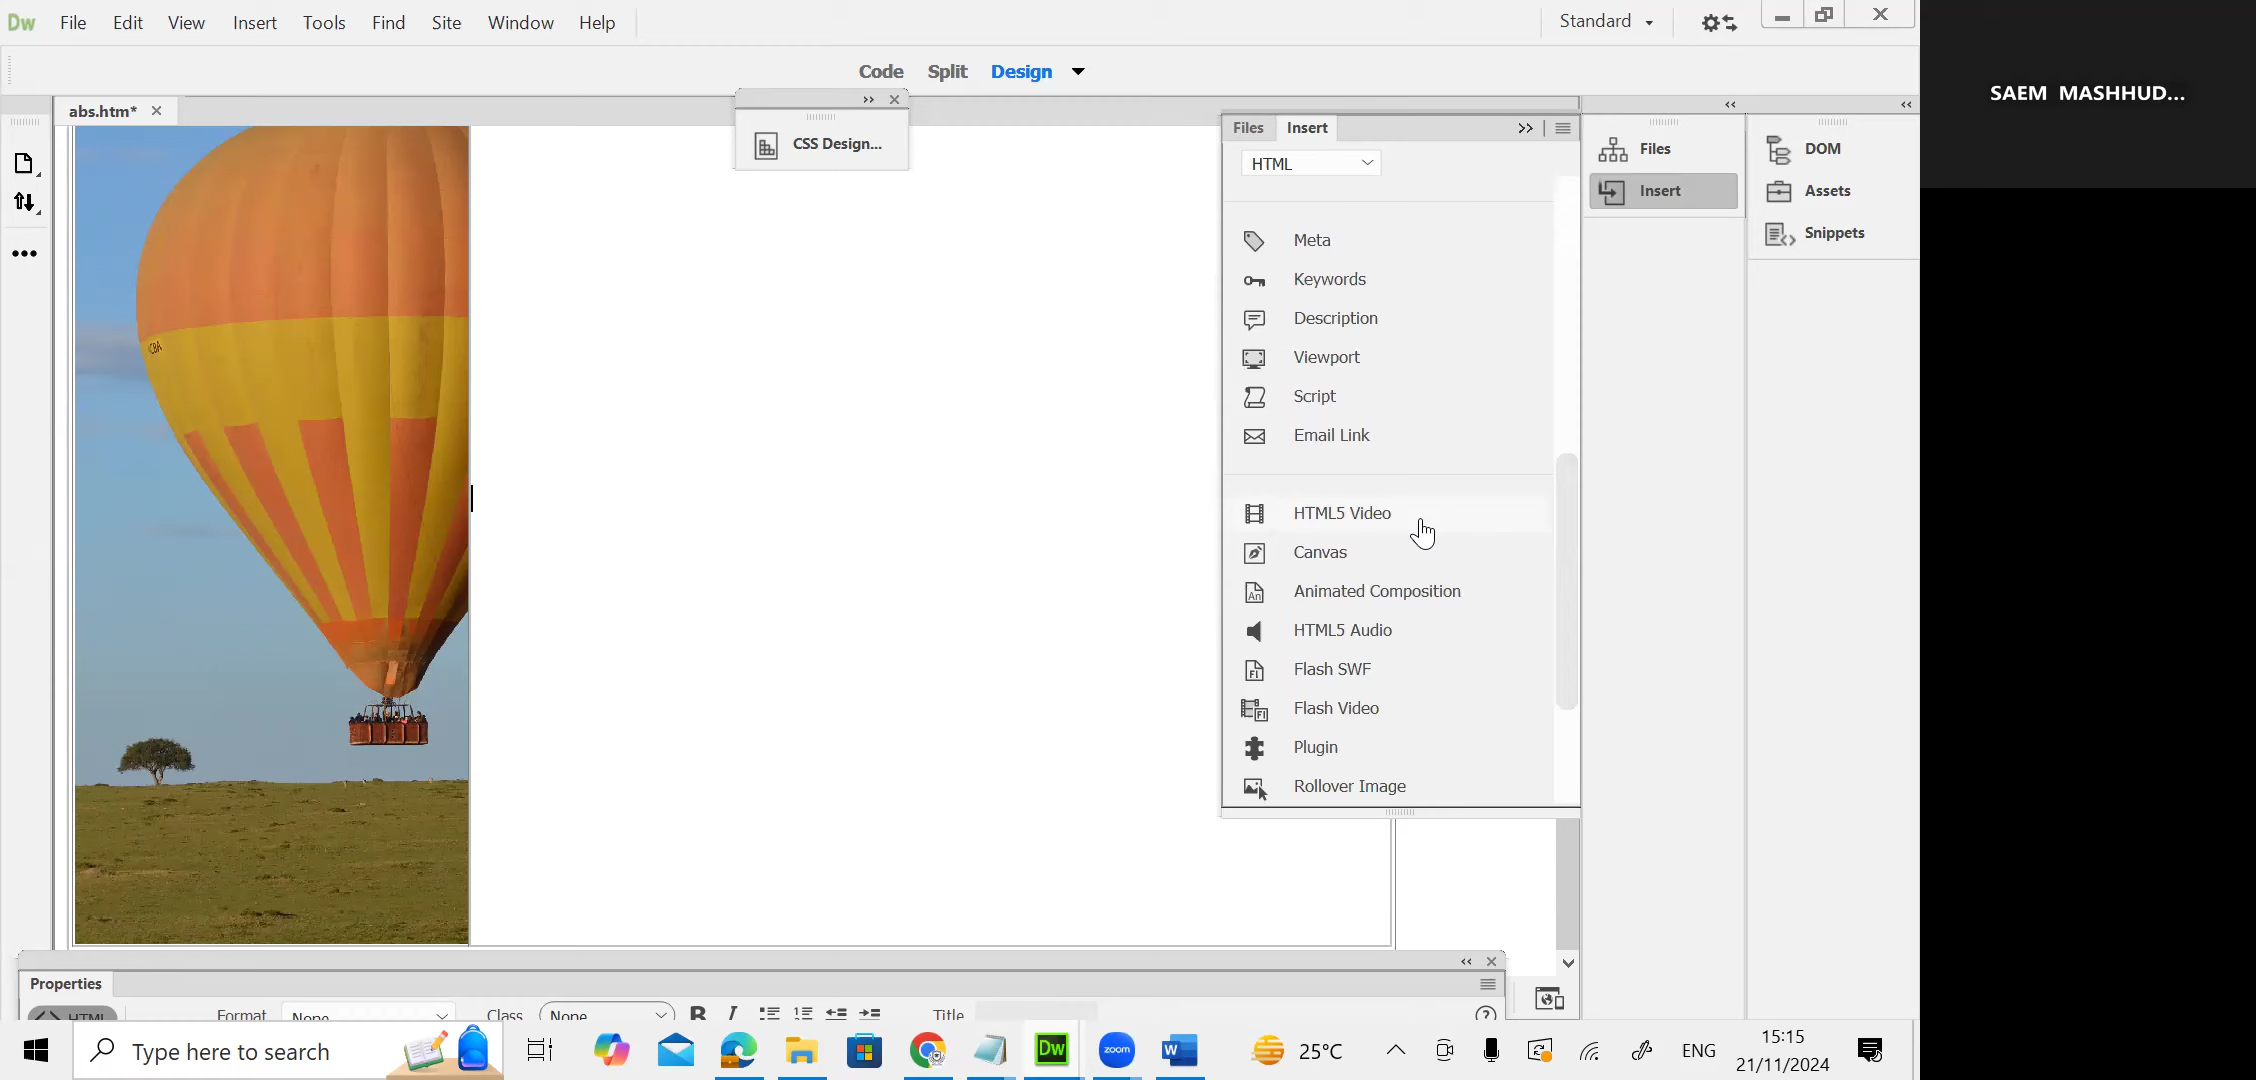 Dw File Edit View Insert Tools Find Site Window Help
Standard
Code Split Design
abs.htm*
CSS Design...
Files Insert
HTML
Meta
Keywords
Description
Viewport
Script
Email Link
HTML5 Video
Canvas
Animated Composition
HTML5 Audio
Flash SWF
Flash Video
Plugin
Rollover Image
Files
Insert
DOM
Assets
Snippets
SAEM MASHHUD...
Properties
HTML Format None Class None B I Title
Type here to search
Dw
zoom
W
25°C
ENG
15:15
21/11/2024